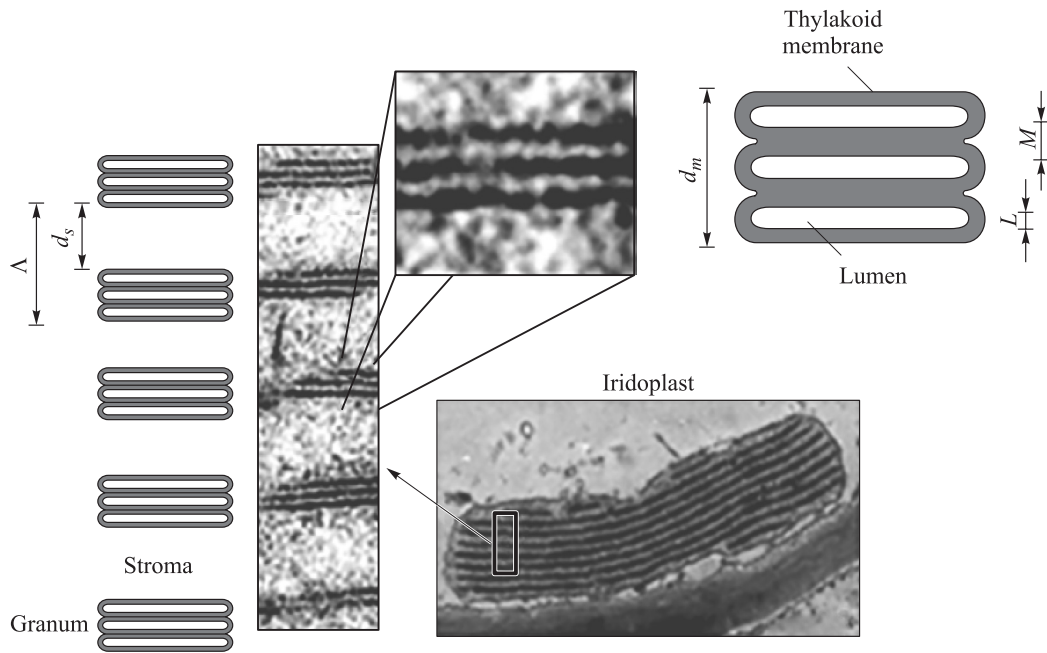 Thylakoid
membrane
d_m
M
L
Lumen
Λ
d_s
Iridoplast
Stroma
Granum